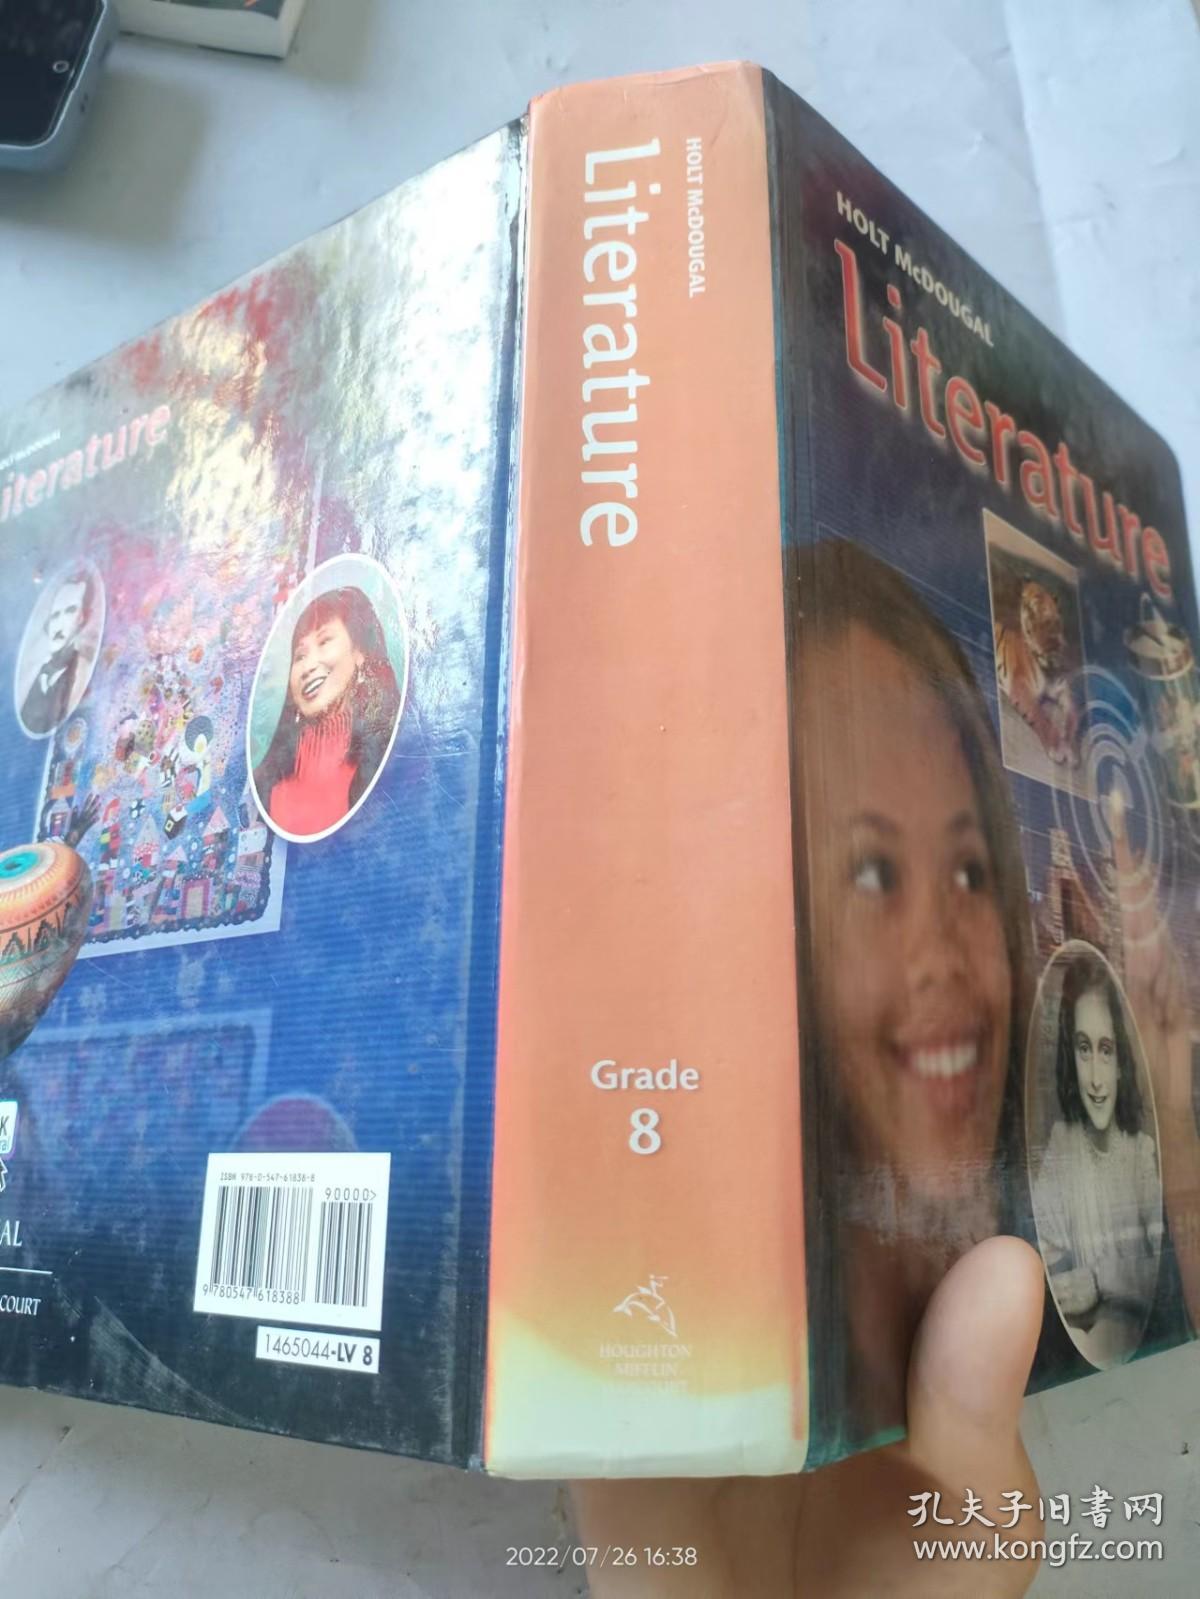 HOLT McDOUGAL
Literature
Grade
8
HOUGHTON
MIFFLIN
HARCOURT
HOLT McDOUGAL
Literature
iterature
ISBN 978-0-547-61838-8
90000>
9 780547 618388
1465044-LV 8
AL
COURT
2022/07/26 16:38
孔夫子旧书网
www.kongfz.com